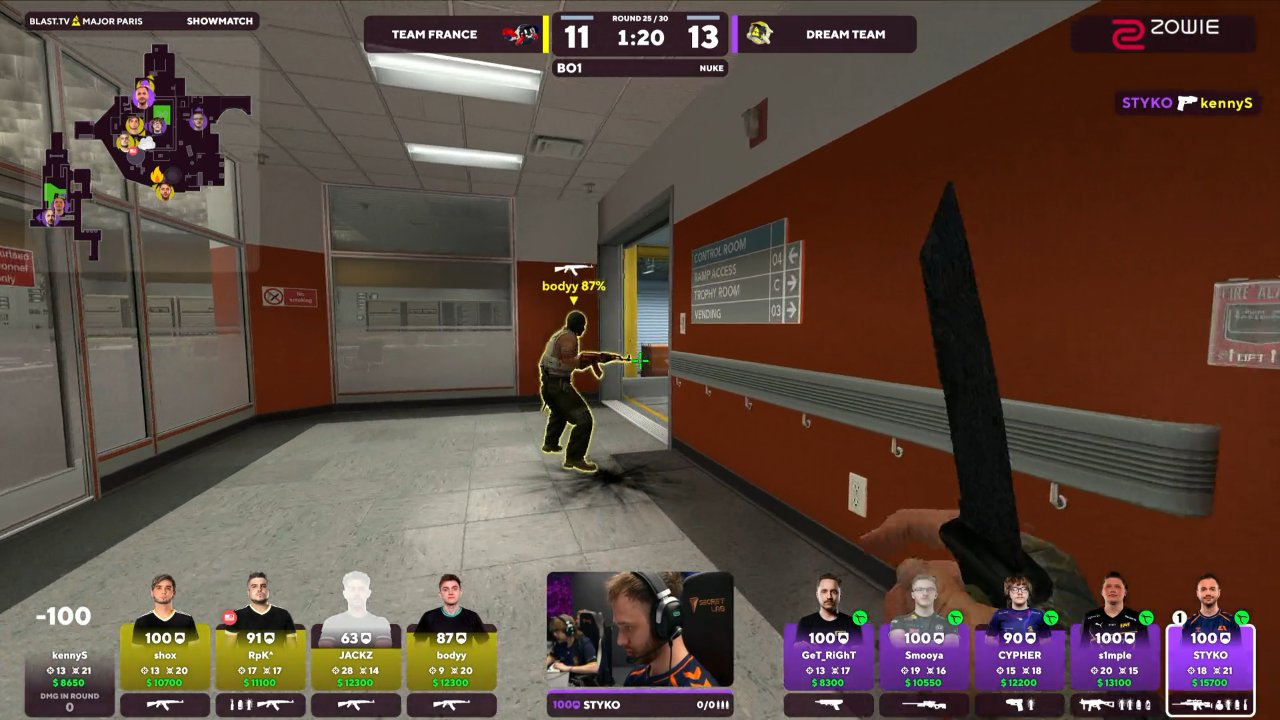 BLAST.TV MAJOR PARIS SHOWMATCH
TEAM FRANCE 11 ROUND 25 / 30 1:20 13 DREAM TEAM
BO1 NUKE
ZOWIE
STYKO kennyS
CONTROL ROOM 04
RAMP ACCESS
TROPHY ROOM C
VENDING 03
No smoking
only
FIRE
LIFT
bodyy 87%
SECRET LAB
-100
kennyS
13 21
$8650
DMG IN ROUND
0
100
shox
13 20
$10700
91
RpK^
17 17
$11100
63
JACKZ
28 14
$12300
87
bodyy
9 20
$12300
100 STYKO 0/0
100
GeT_RiGhT
13 17
$8300
100
Smooya
19 16
$10550
90
CYPHER
15 18
$12200
100
s1mple
20 15
$13100
1
100
STYKO
18 21
$15700